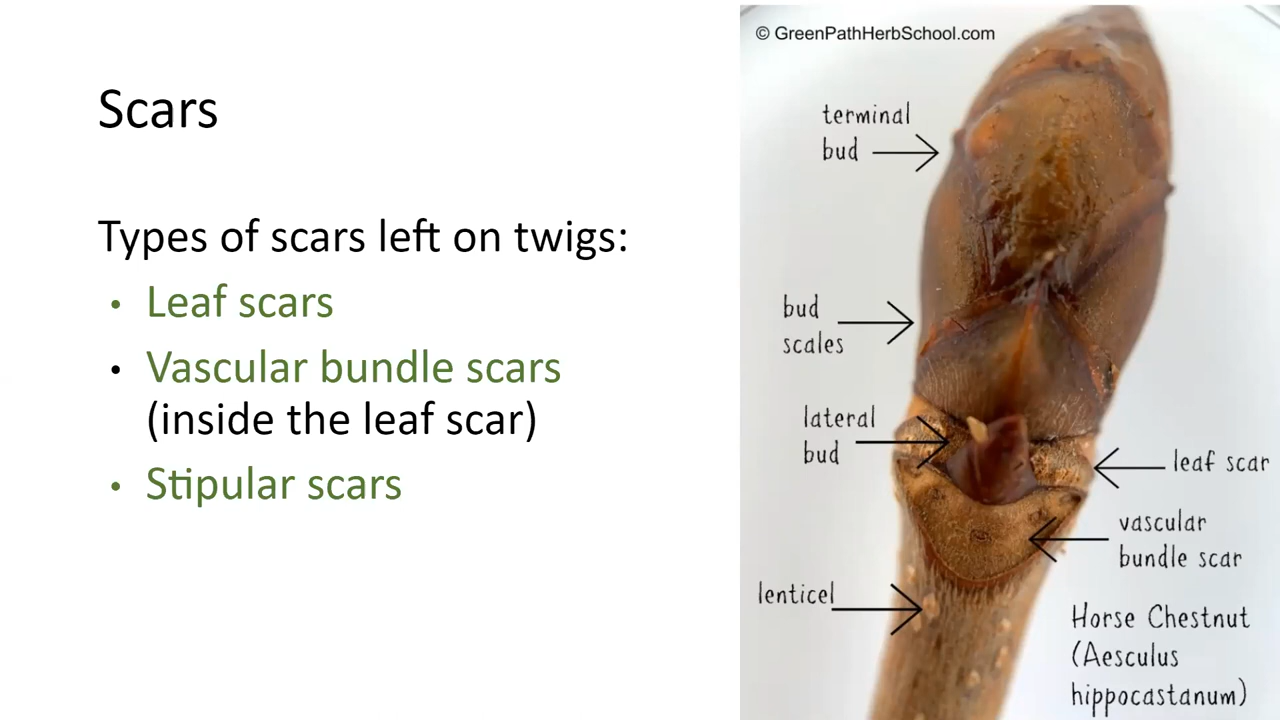 Scars
Types of scars left on twigs:
• Leaf scars
• Vascular bundle scars
(inside the leaf scar)
• Stipular scars
© GreenPathHerbSchool.com
terminal
bud
bud
scales
lateral
bud
leaf scar
vascular
bundle scar
lenticel
Horse Chestnut
(Aesculus
hippocastanum)